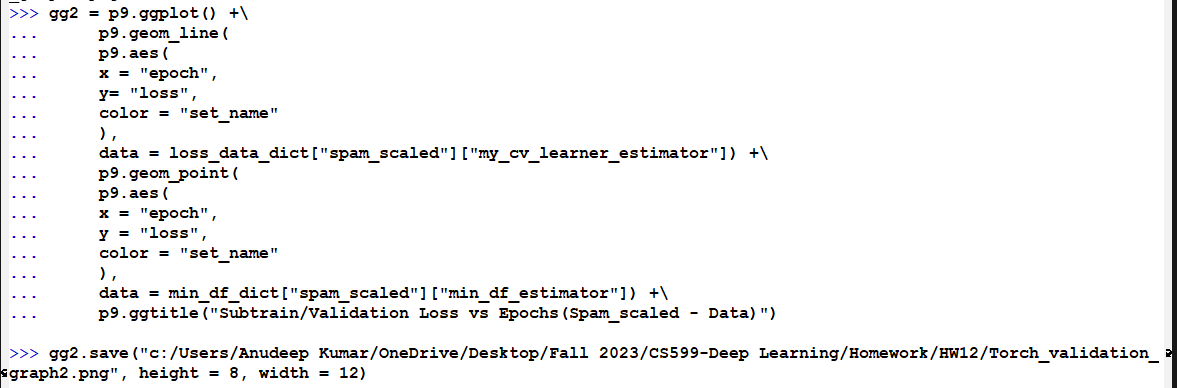 >>> gg2 = p9.ggplot() +\
...      p9.geom_line(
...      p9.aes(
...      x = "epoch",
...      y= "loss",
...      color = "set_name"
...      ),
...      data = loss_data_dict["spam_scaled"]["my_cv_learner_estimator"]) +\
...      p9.geom_point(
...      p9.aes(
...      x = "epoch",
...      y = "loss",
...      color = "set_name"
...      ),
...      data = min_df_dict["spam_scaled"]["min_df_estimator"]) +\
...      p9.ggtitle("Subtrain/Validation Loss vs Epochs(Spam_scaled - Data)")
>>> gg2.save("c:/Users/Anudeep Kumar/OneDrive/Desktop/Fall 2023/CS599-Deep Learning/Homework/HW12/Torch_validation_
graph2.png", height = 8, width = 12)